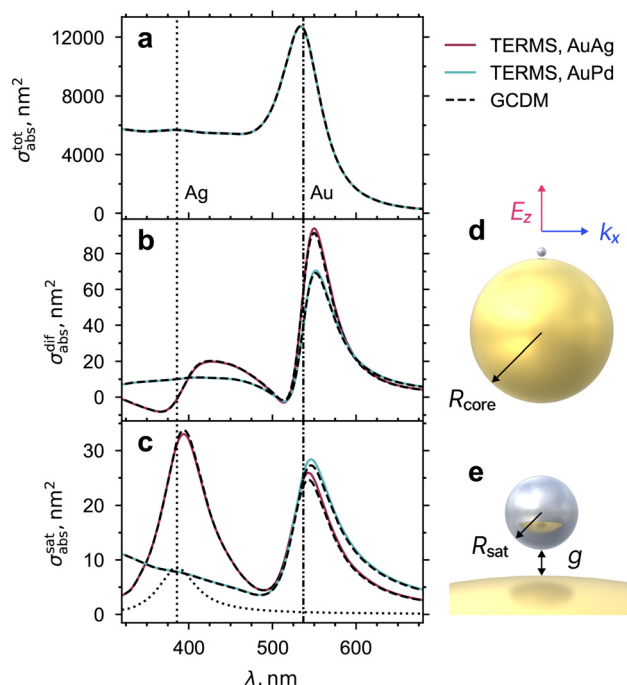 a
12000
8000
4000
0
σ_abs^tot, nm²
Ag
Au
TERMS, AuAg
TERMS, AuPd
GCDM
b
80
60
40
20
0
σ_abs^dif, nm²
c
30
20
10
0
σ_abs^sat, nm²
400
500
600
λ, nm
E_z
k_x
d
R_core
e
R_sat
g